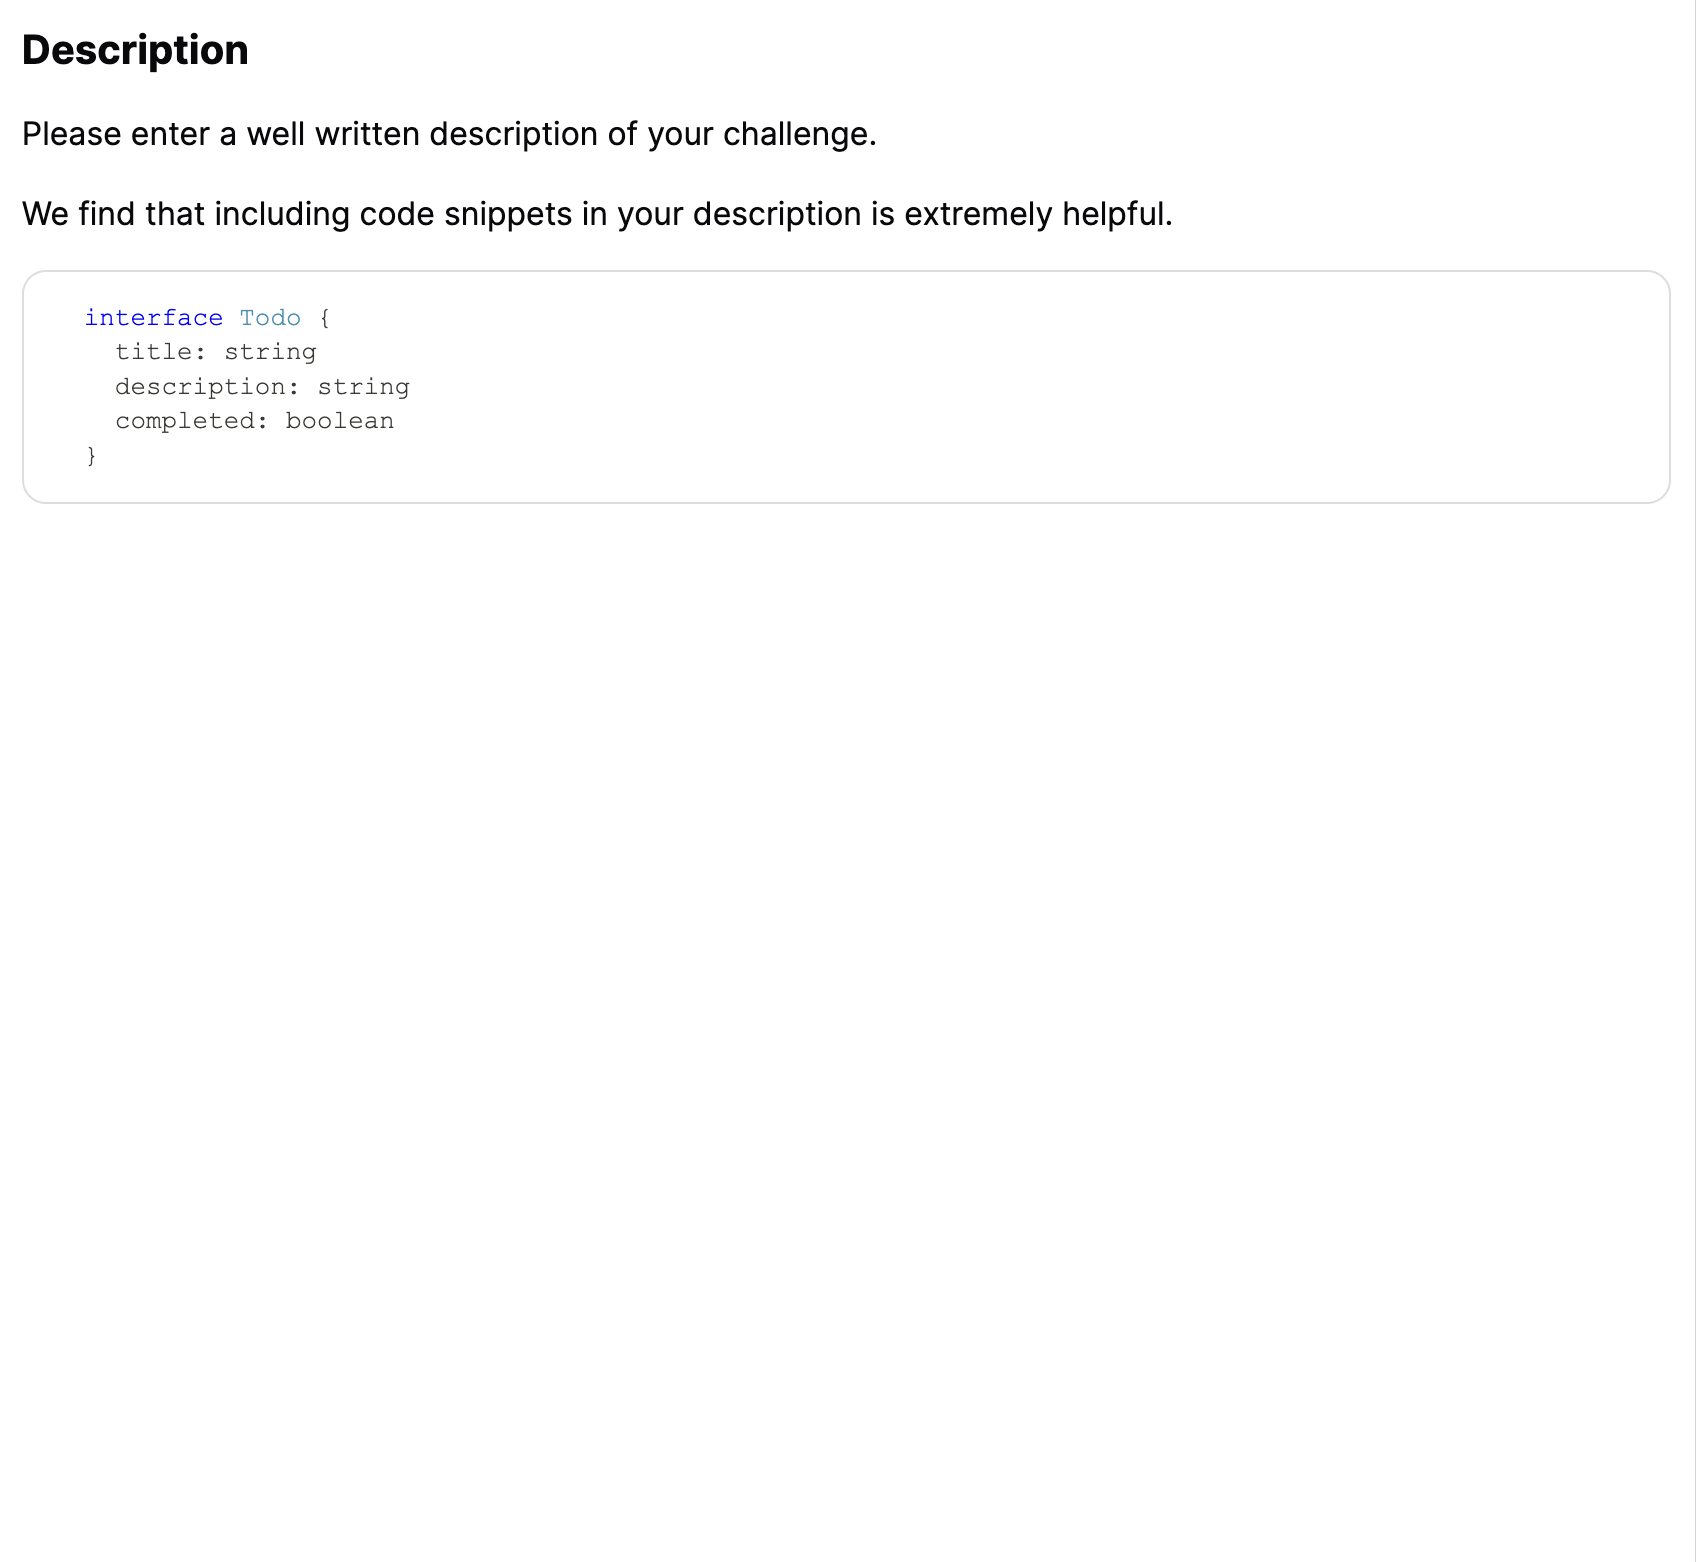 Description
Please enter a well written description of your challenge.
We find that including code snippets in your description is extremely helpful.
interface Todo {
  title: string
  description: string
  completed: boolean
}